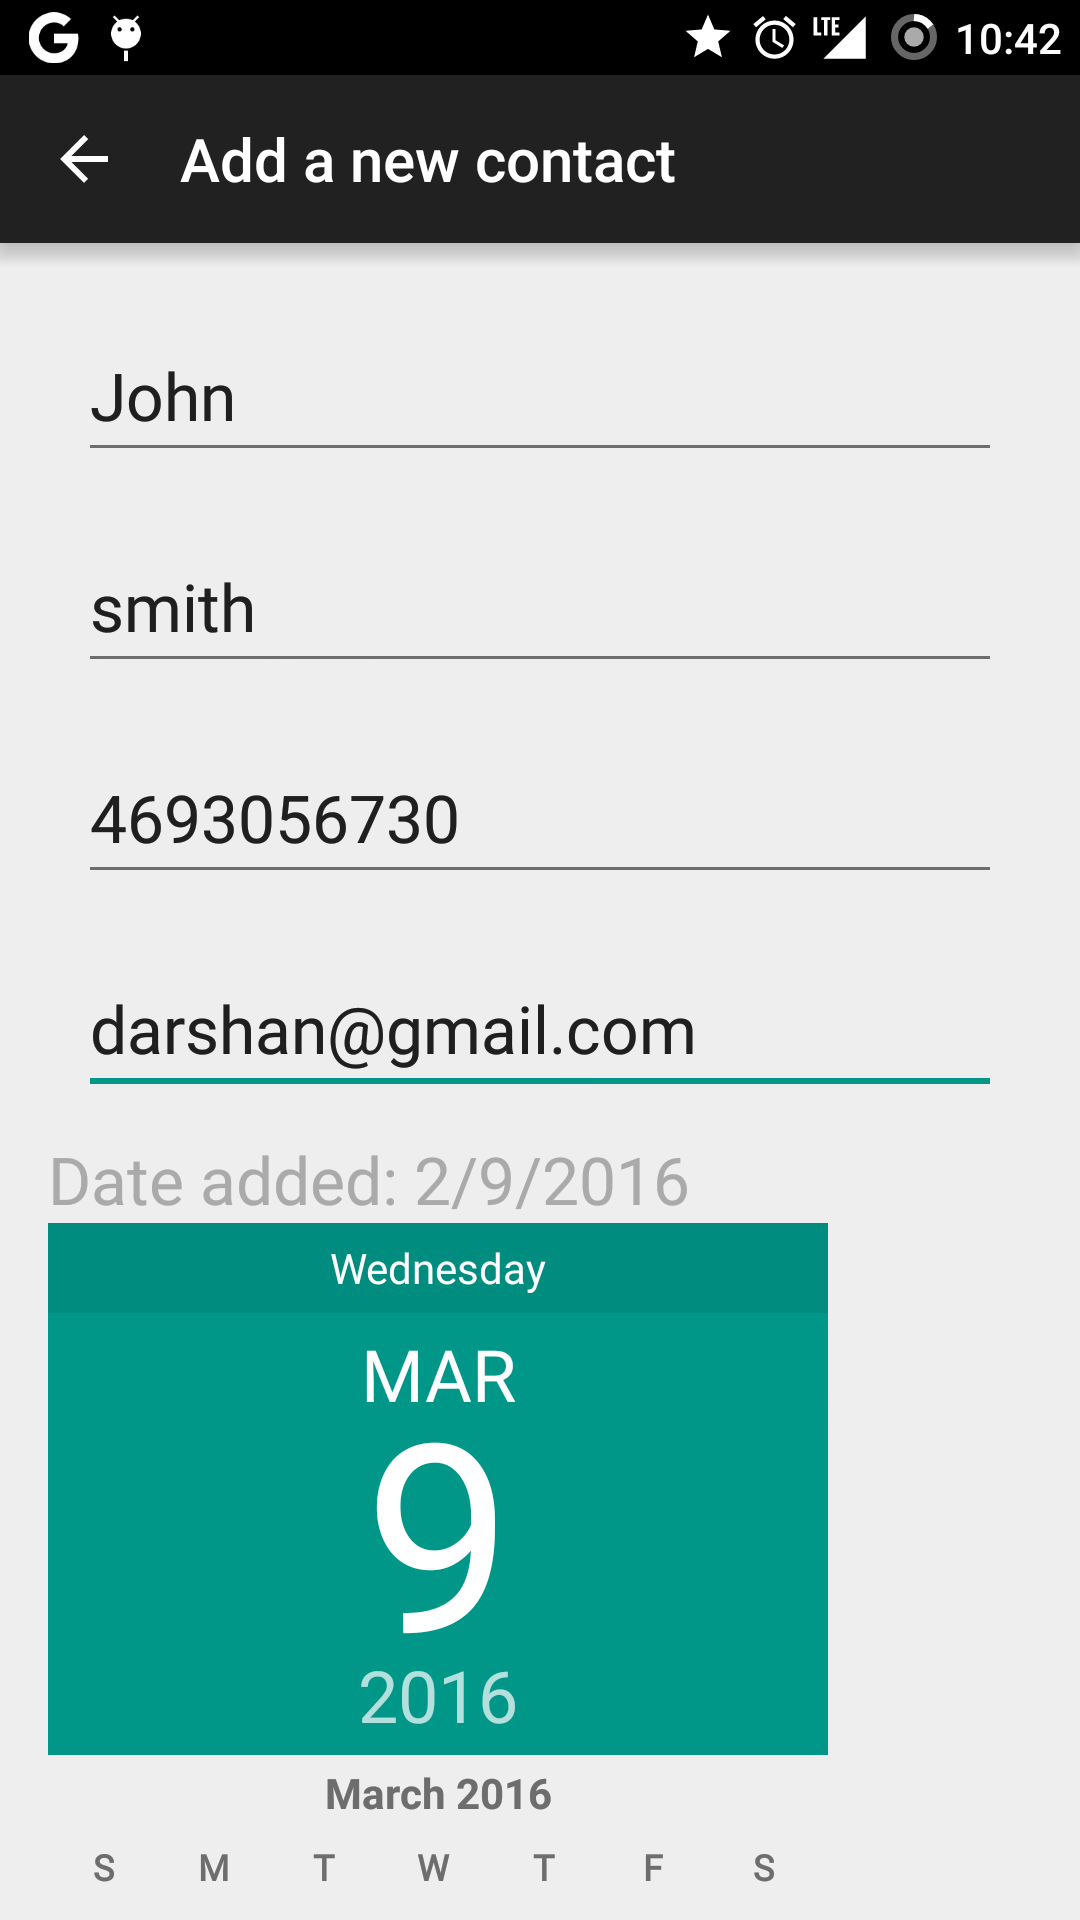 LTE 10:42
Add a new contact
John
smith
4693056730
darshan@gmail.com
Date added: 2/9/2016
Wednesday
MAR
9
2016
March 2016
S M T W T F S